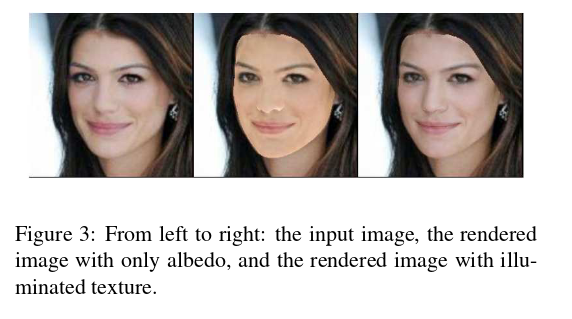 Figure 3: From left to right: the input image, the rendered
image with only albedo, and the rendered image with illu-
minated texture.